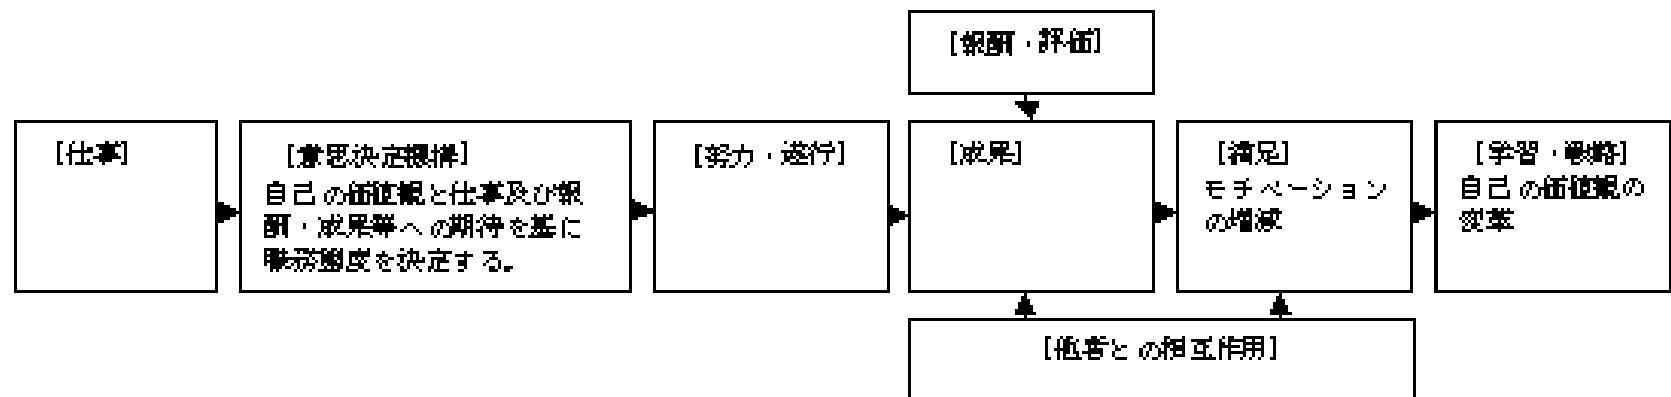 [報酬・評価]
[仕事]
[意思決定機構]
自己の価値観と仕事及び報
酬・成果等への期待を基に
職務態度を決定する。
[努力・遂行]
[成果]
[満足]
モチベーション
の増減
[学習・戦略]
自己の価値観の
変革
[他者との相互作用]